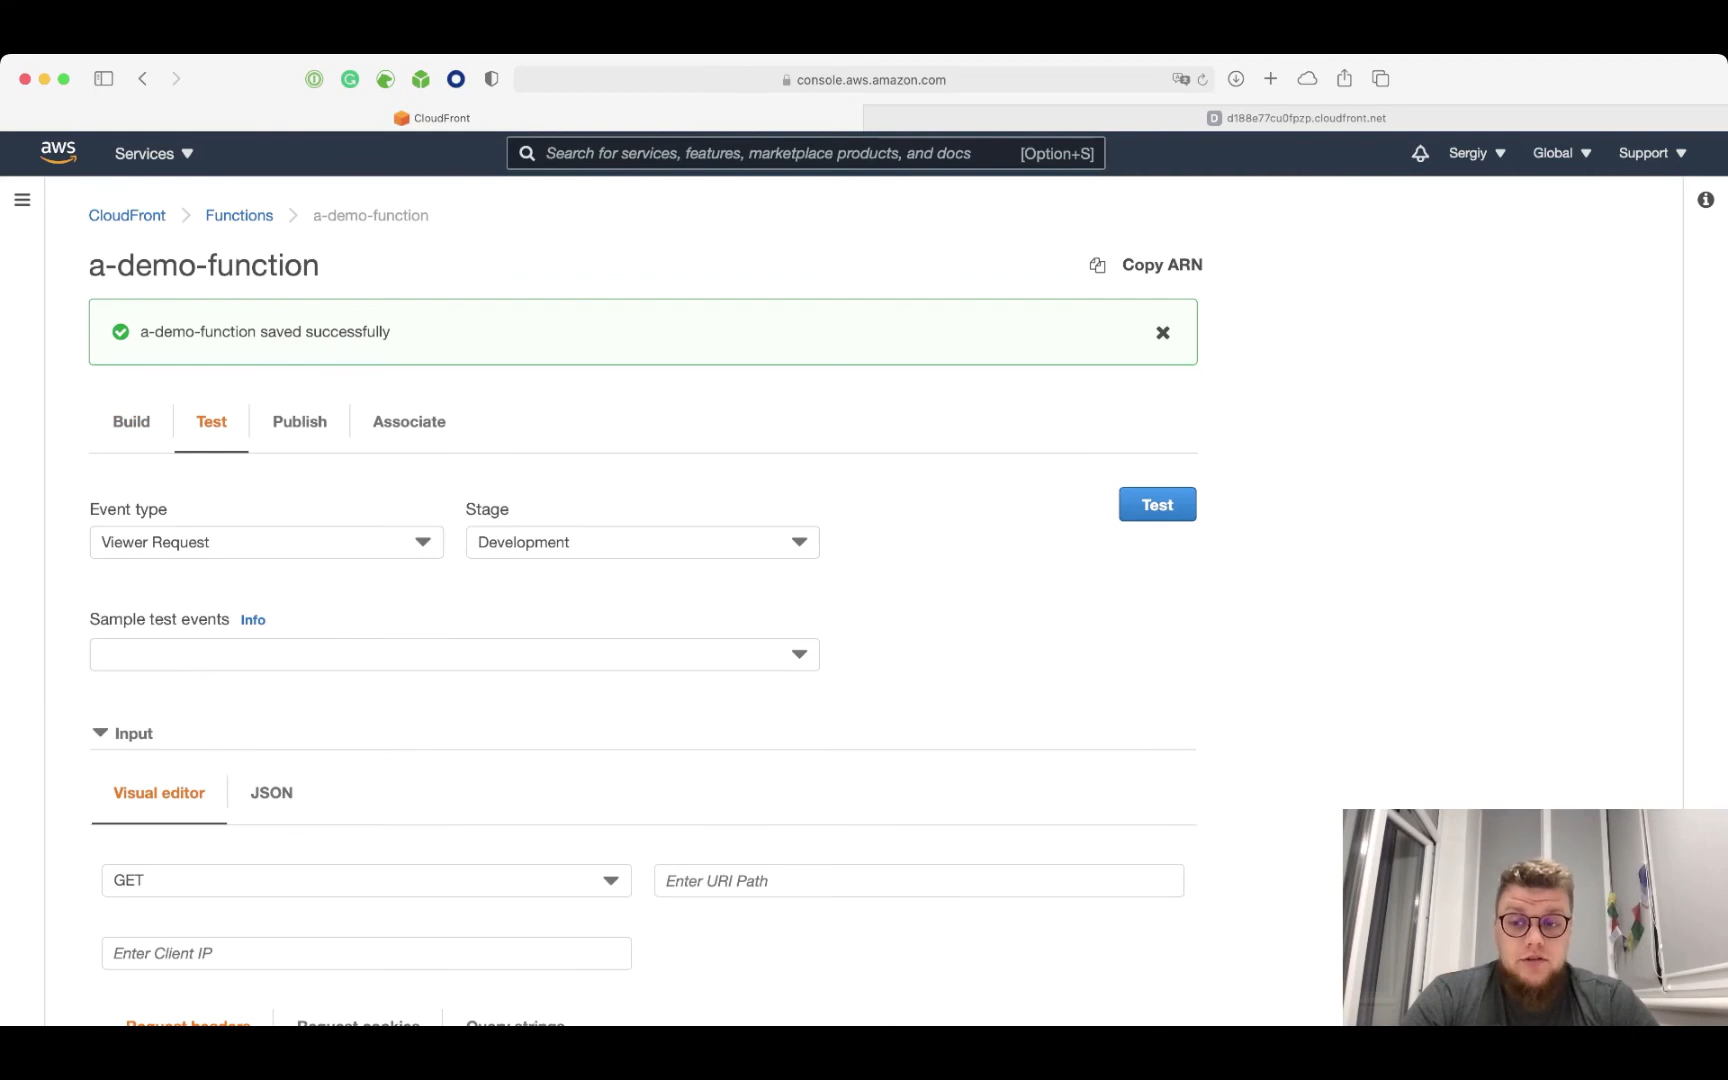 console.aws.amazon.com
CloudFront
D d188e77cu0fpzp.cloudfront.net
aws Services Search for services, features, marketplace products, and docs [Option+S] Sergiy Global Support
CloudFront Functions a-demo-function
a-demo-function
Copy ARN
a-demo-function saved successfully
Build Test Publish Associate
Event type Stage
Test
Viewer Request Development
Sample test events Info
Input
Visual editor JSON
GET Enter URI Path
Enter Client IP
Request headers Request cookies Query strings